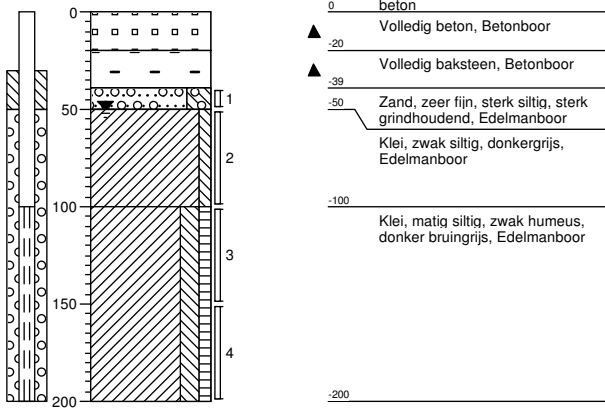 0
50
100
150
200
1
2
3
4
0
beton
Volledig beton, Betonboor
-20
Volledig baksteen, Betonboor
-39
Zand, zeer fijn, sterk siltig, sterk
grindhoudend, Edelmanboor
-50
Klei, zwak siltig, donkergrijs,
Edelmanboor
-100
Klei, matig siltig, zwak humeus,
donker bruingrijs, Edelmanboor
-200